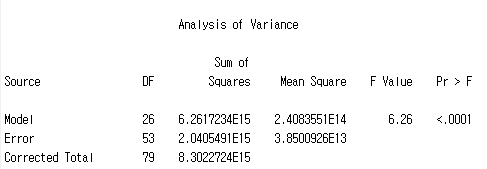 Analysis of Variance
Sum of
Source DF Squares Mean Square F Value Pr > F
Model 26 6.2617234E15 2.4083551E14 6.26 <.0001
Error 53 2.0405491E15 3.8500926E13
Corrected Total 79 8.3022724E15